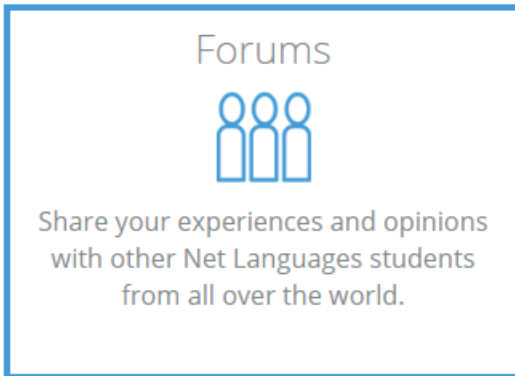 Forums
Share your experiences and opinions
with other Net Languages students
from all over the world.